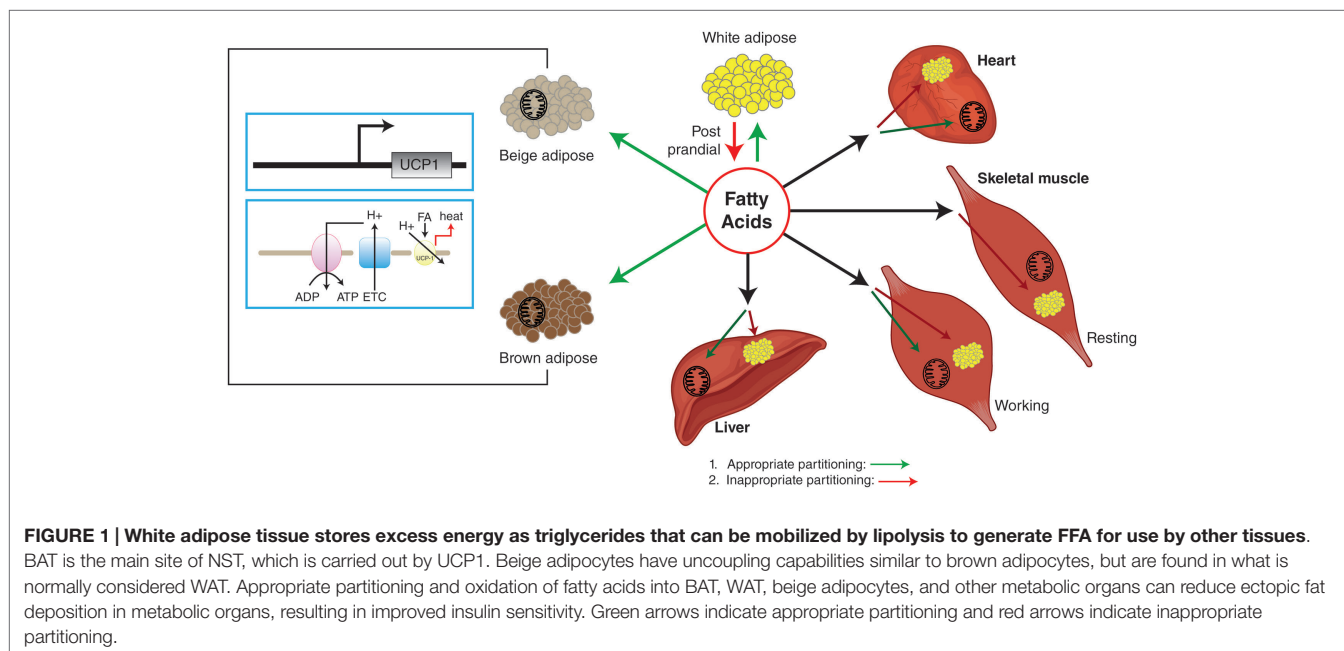 White adipose
Heart
Beige adipose
Post
prandial
UCP1
Skeletal muscle
Fatty
Acids
H+
H+
FA
heat
UCP-1
ADP
ATP ETC
Brown adipose
Resting
Working
Liver
1. Appropriate partitioning:
2. Inappropriate partitioning:
FIGURE 1 | White adipose tissue stores excess energy as triglycerides that can be mobilized by lipolysis to generate FFA for use by other tissues.
BAT is the main site of NST, which is carried out by UCP1. Beige adipocytes have uncoupling capabilities similar to brown adipocytes, but are found in what is
normally considered WAT. Appropriate partitioning and oxidation of fatty acids into BAT, WAT, beige adipocytes, and other metabolic organs can reduce ectopic fat
deposition in metabolic organs, resulting in improved insulin sensitivity. Green arrows indicate appropriate partitioning and red arrows indicate inappropriate
partitioning.